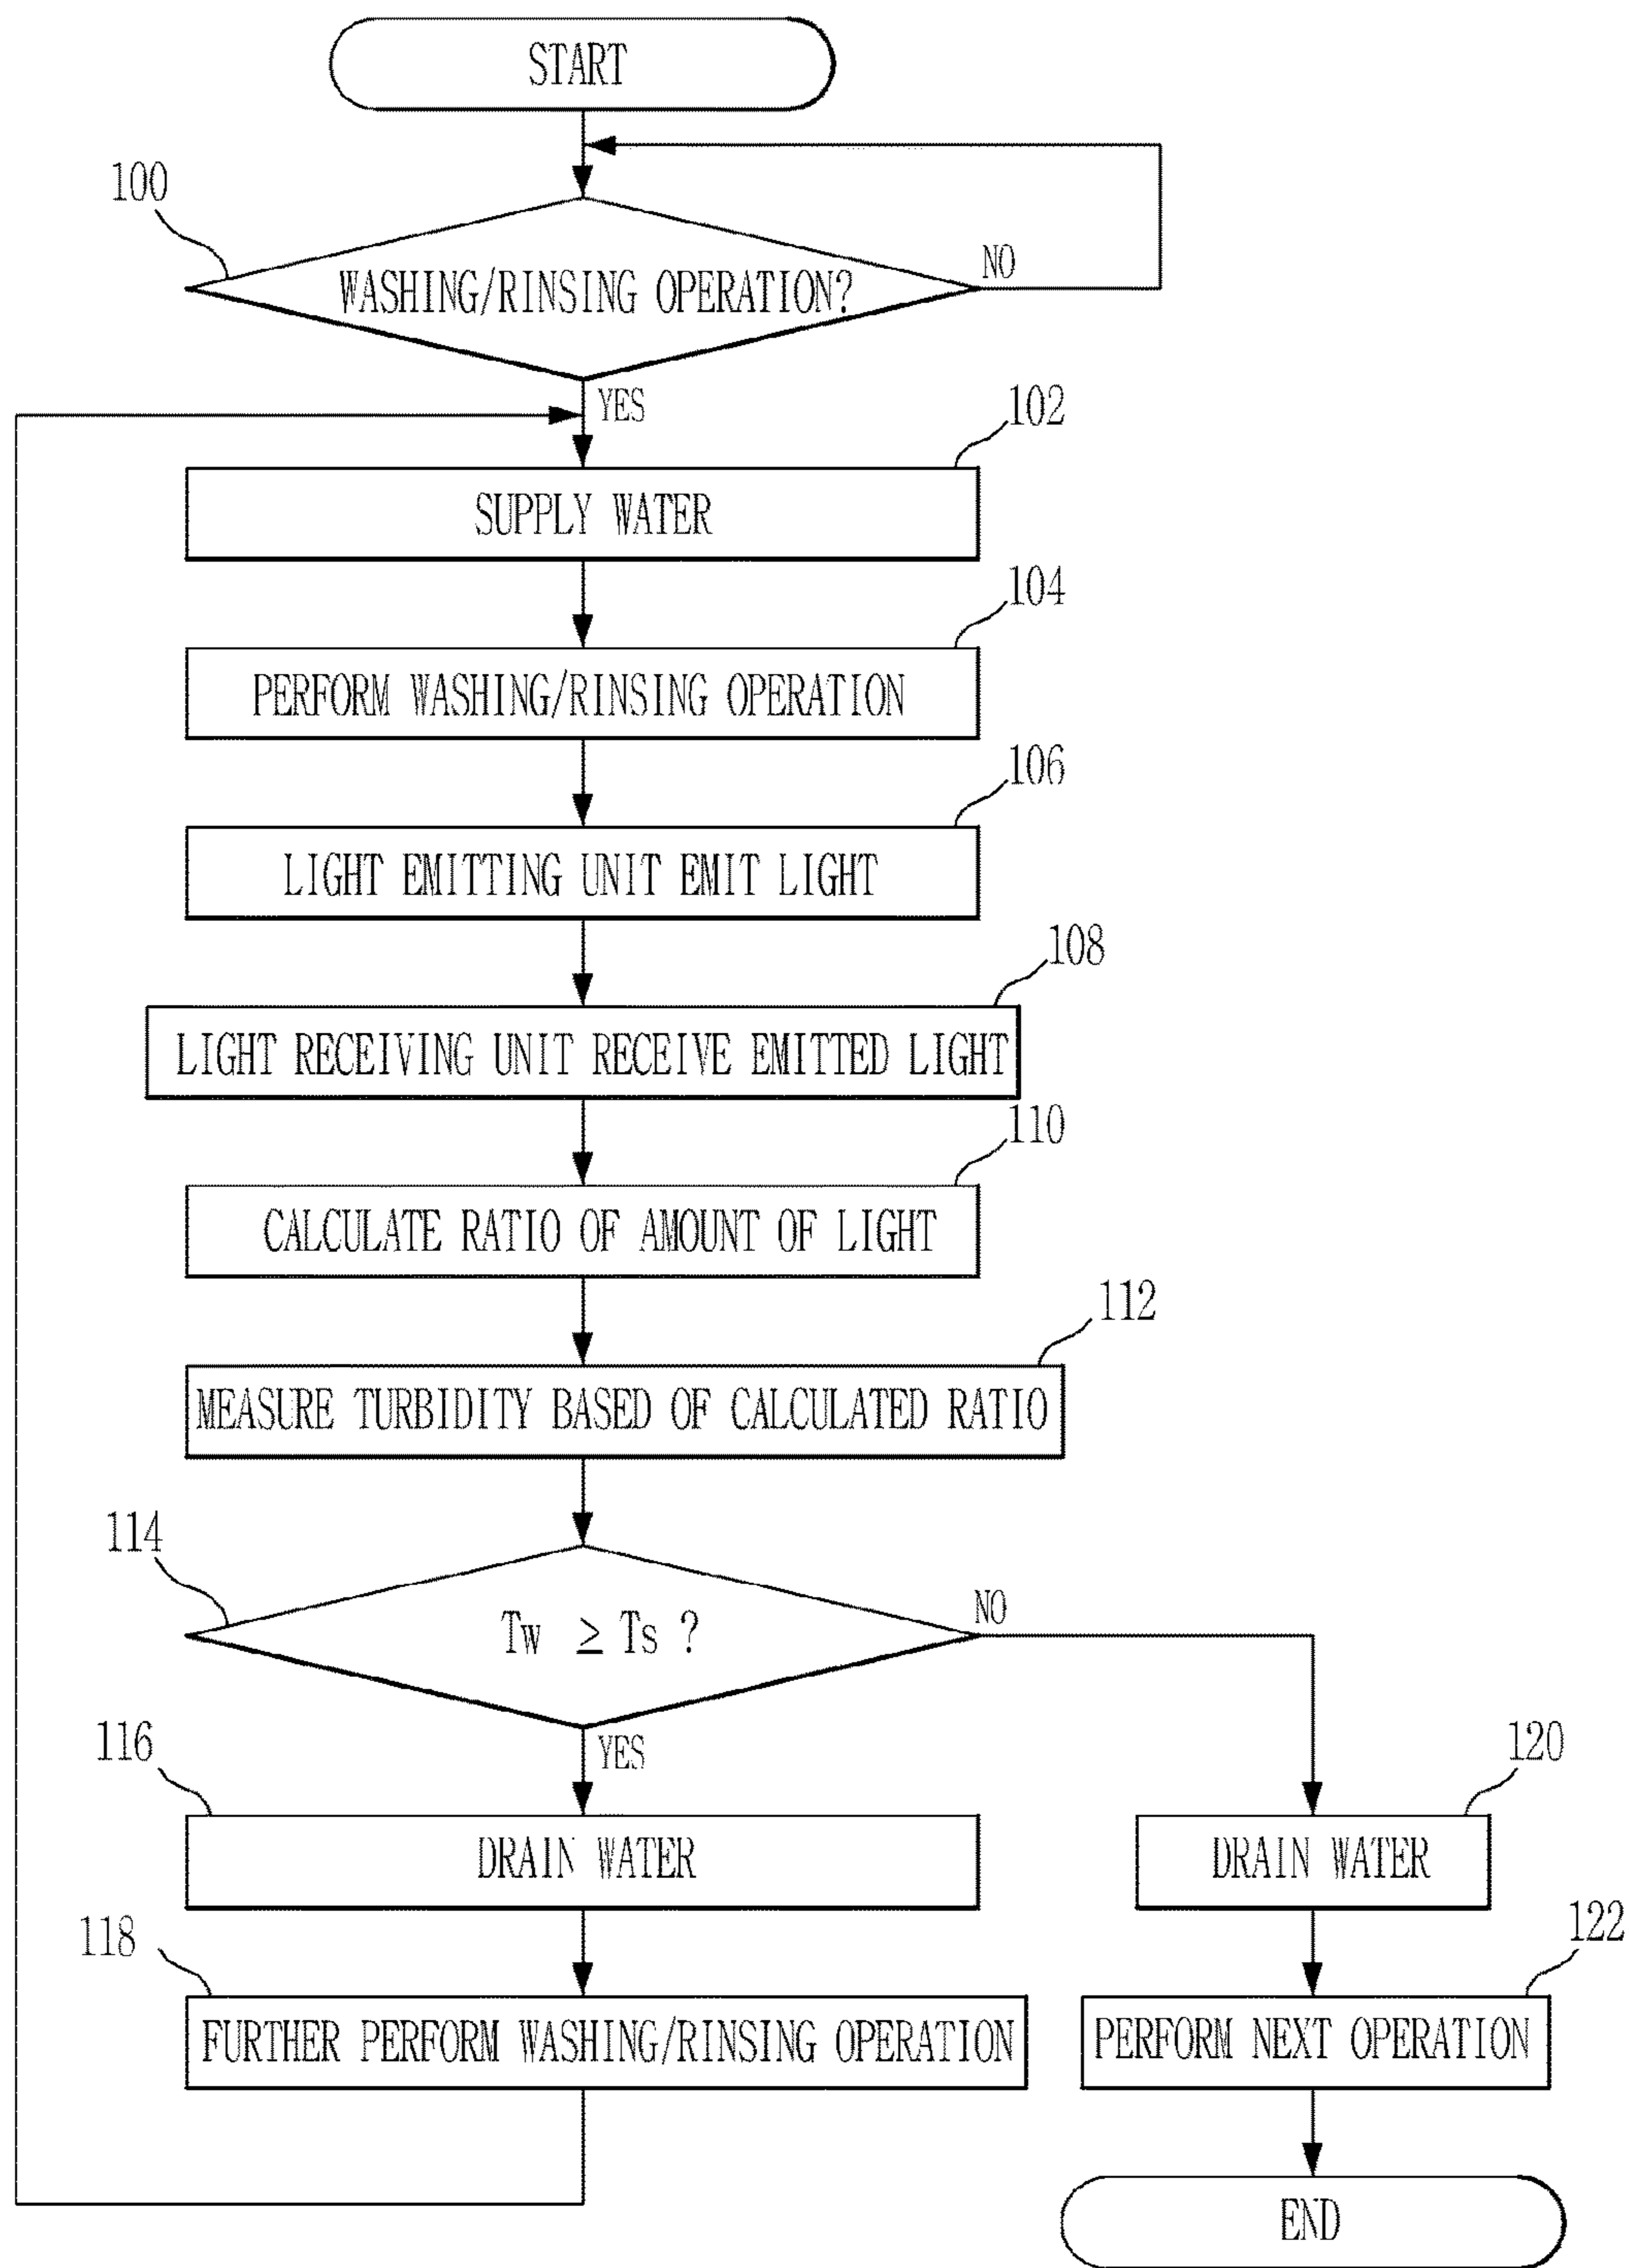 START
100
WASHING/RINSING OPERATION?
NO
YES
102
SUPPLY WATER
104
PERFORM WASHING/RINSING OPERATION
106
LIGHT EMITTING UNIT EMIT LIGHT
108
LIGHT RECEIVING UNIT RECEIVE EMITTED LIGHT
110
CALCULATE RATIO OF AMOUNT OF LIGHT
112
MEASURE TURBIDITY BASED OF CALCULATED RATIO
114
Tw ≥ Ts ?
NO
YES
116
DRAIN WATER
120
DRAIN WATER
118
FURTHER PERFORM WASHING/RINSING OPERATION
122
PERFORM NEXT OPERATION
END